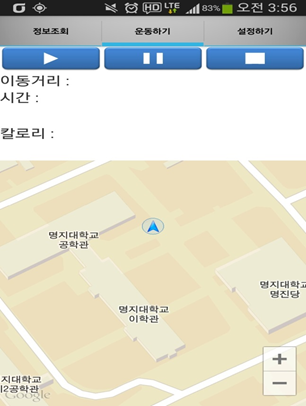 HD LTE 83% 오전 3:56
정보조회 운동하기 설정하기
이동거리 :
시간 :
칼로리 :
명지대학교
공학관
명지대학교
명진당
명지대학교
이학관
지대학교
제2공학관
Google
+
−